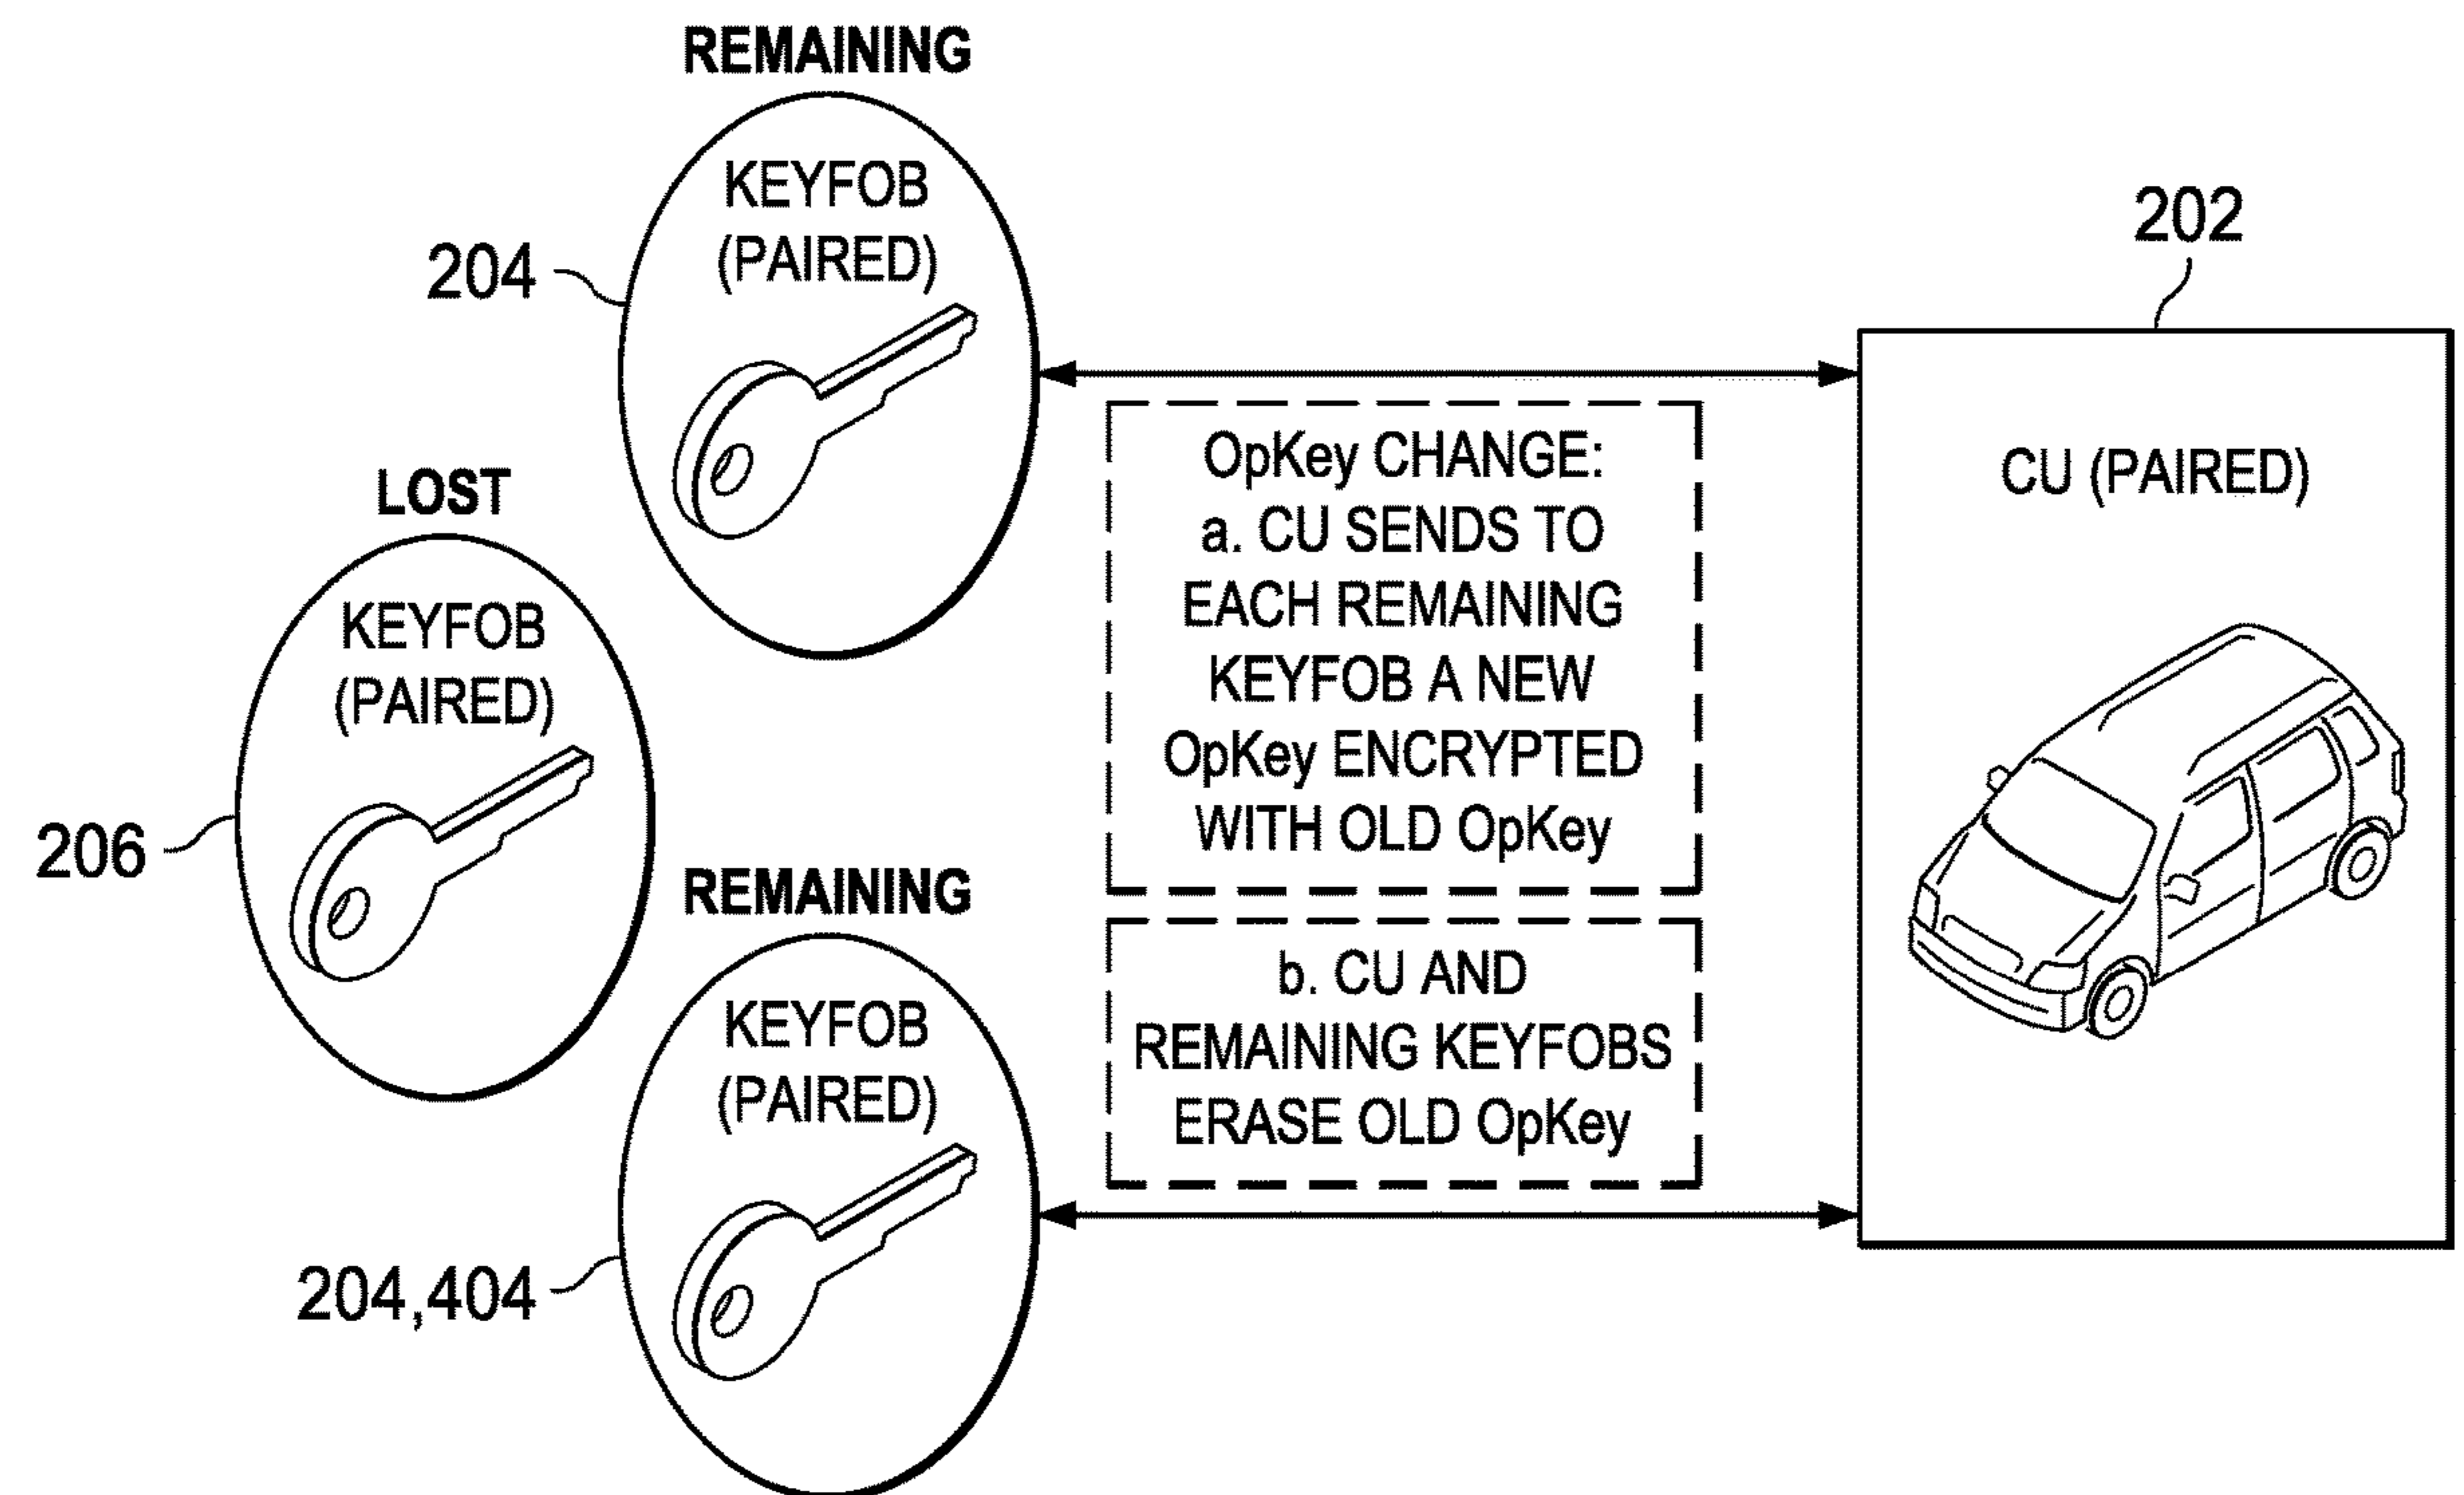 REMAINING
KEYFOB
(PAIRED)
204
LOST
KEYFOB
(PAIRED)
206
REMAINING
KEYFOB
(PAIRED)
204,404
OpKey CHANGE:
a. CU SENDS TO
EACH REMAINING
KEYFOB A NEW
OpKey ENCRYPTED
WITH OLD OpKey
b. CU AND
REMAINING KEYFOBS
ERASE OLD OpKey
202
CU (PAIRED)